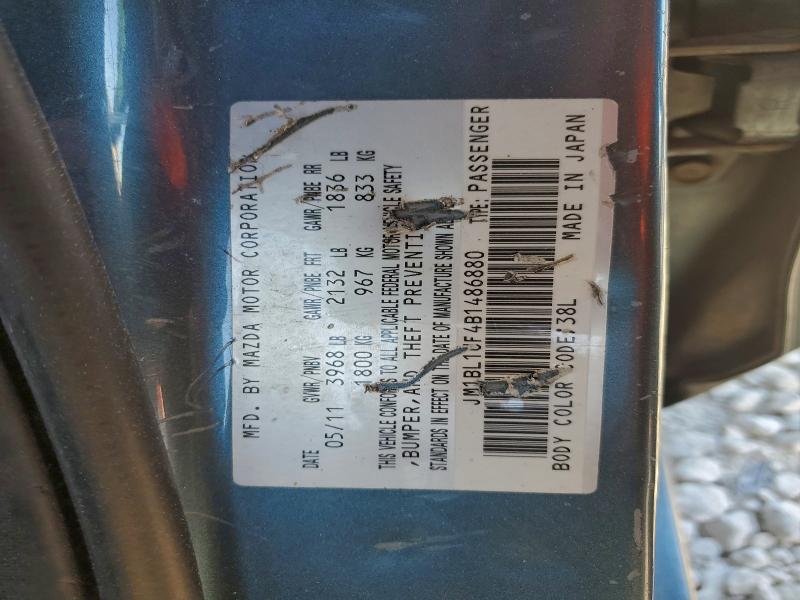 MFD. BY MAZDA MOTOR CORPORATION
DATE GVWR/PNBV GAWR/PNBE FRT GAWR/PNBE RR
05/11 3968 LB 2132 LB 1836 LB
1800 KG 967 KG 833 KG
THIS VEHICLE CONFORMS TO ALL APPLICABLE FEDERAL MOTOR VEHICLE SAFETY
,BUMPER,AND THEFT PREVENTI
STANDARDS IN EFFECT ON THE DATE OF MANUFACTURE SHOWN
JM1BL1UF4B1486880 TYPE: PASSENGER
BODY COLOR CODE:38L MADE IN JAPAN